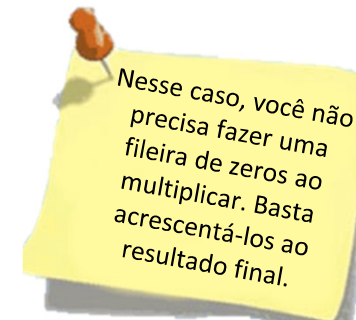 Nesse caso, você não
precisa fazer uma
fileira de zeros ao
multiplicar. Basta
acrescentá-los ao
resultado final.